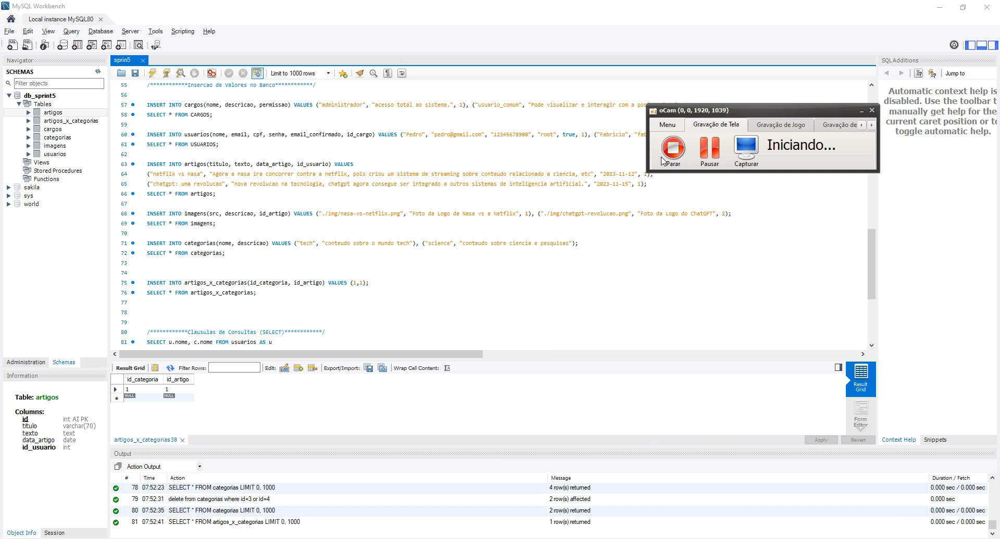 MySQL Workbench
Local instance MySQL80
File Edit View Query Database Server Tools Scripting Help
Navigator
SCHEMAS
Filter objects
db_sprint5
Tables
artigos
artigos_x_categorias
cargos
categorias
imagens
usuarios
Views
Stored Procedures
Functions
sakila
sys
world
Administration Schemas
Information
Table: artigos
Columns:
id int AI PK
titulo varchar(70)
texto text
data_artigo date
id_usuario int
Object Info Session
sprin5
Limit to 1000 rows
55 /************Insercao de Valores no Banco************/
56
57 INSERT INTO cargos(nome, descricao, permissao) VALUES ("administrador", "acesso total ao sistema.", 1), ("usuario_comum", "Pode visualizar e interagir com a pos
58 SELECT * FROM CARGOS;
59
60 INSERT INTO usuarios(nome, email, cpf, senha, email_confirmado, id_cargo) VALUES ("Pedro", "pedro@gmail.com", "12345678900", "root", true, 1), ("Fabricio", "fab
61 SELECT * FROM USUARIOS;
62
63 INSERT INTO artigos(titulo, texto, data_artigo, id_usuario) VALUES
64 ("netflix vs nasa", "Agora a nasa ira concorrer contra a netflix, pois criou um sistema de streaming sobre conteudo relacionado a ciencia, etc", "2023-11-12", 1),
65 ("chatgpt: uma revolucao", "nova revolucao na tecnologia, chatgpt agora consegue ser integrado a outros sistemas de inteligencia artificial.", "2023-11-15", 1);
66 SELECT * FROM artigos;
67
68 INSERT INTO imagens(src, descricao, id_artigo) VALUES ("./img/nasa-vs-netflix.png", "Foto da Logo da Nasa vs a Netflix", 1), ("./img/chatgpt-revolucao.png", "Foto da Logo do ChatGPT", 2);
69 SELECT * FROM imagens;
70
71 INSERT INTO categorias(nome, descricao) VALUES ("tech", "conteudo sobre o mundo tech"), ("science", "conteudo sobre ciencia e pesquisas");
72 SELECT * FROM categorias;
73
74
75 INSERT INTO artigos_x_categorias(id_categoria, id_artigo) VALUES (1,1);
76 SELECT * FROM artigos_x_categorias;
77
78
79
80 /************Clausulas de Consultas (SELECT)************/
81 SELECT u.nome, c.nome FROM usuarios AS u
oCam (0, 0, 1920, 1039)
Menu Gravação de Tela Gravação de Jogo Gravação de
Iniciando...
Parar Pausar Capturar
Result Grid Filter Rows: Edit: Export/Import: Wrap Cell Content:
id_categoria id_artigo
1 1
NULL NULL
Result Grid
Form Editor
artigos_x_categorias38
Apply Revert
Output
Action Output
# Time Action Message Duration / Fetch
78 07:52:23 SELECT * FROM categorias LIMIT 0, 1000 4 row(s) returned 0.000 sec / 0.000 sec
79 07:52:31 delete from categorias where id=3 or id=4 2 row(s) affected 0.000 sec
80 07:52:35 SELECT * FROM categorias LIMIT 0, 1000 2 row(s) returned 0.000 sec / 0.000 sec
81 07:52:41 SELECT * FROM artigos_x_categorias LIMIT 0, 1000 1 row(s) returned 0.000 sec / 0.000 sec
SQLAdditions
Jump to
Automatic context help is
disabled. Use the toolbar t
manually get help for the
current caret position or to
toggle automatic help.
Context Help Snippets